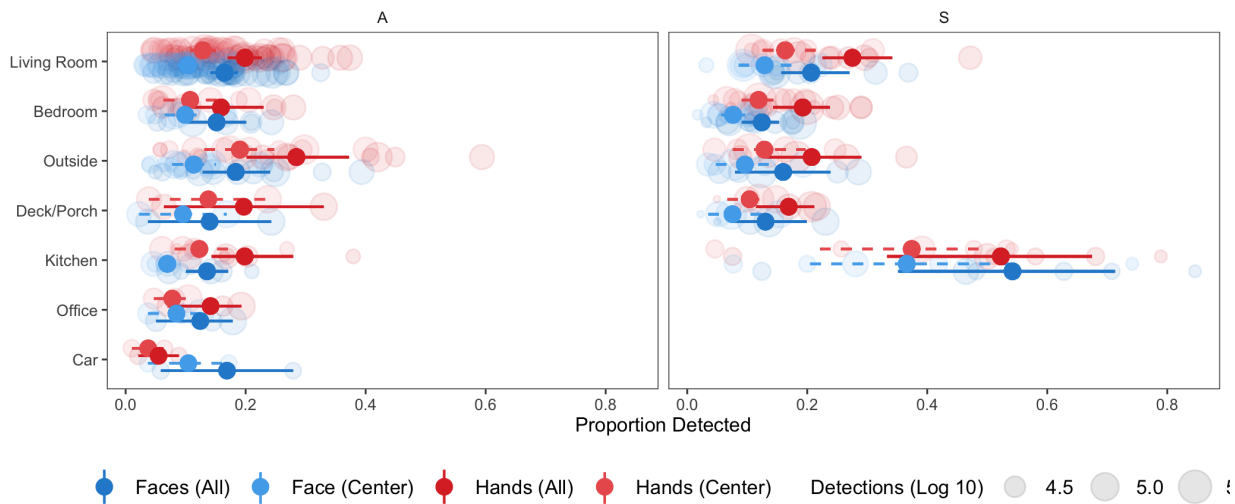 A S
Living Room
Bedroom
Outside
Deck/Porch
Kitchen
Office
Car
0.0 0.2 0.4 0.6 0.8 0.0 0.2 0.4 0.6 0.8
Proportion Detected
Faces (All) Face (Center) Hands (All) Hands (Center) Detections (Log 10) 4.5 5.0